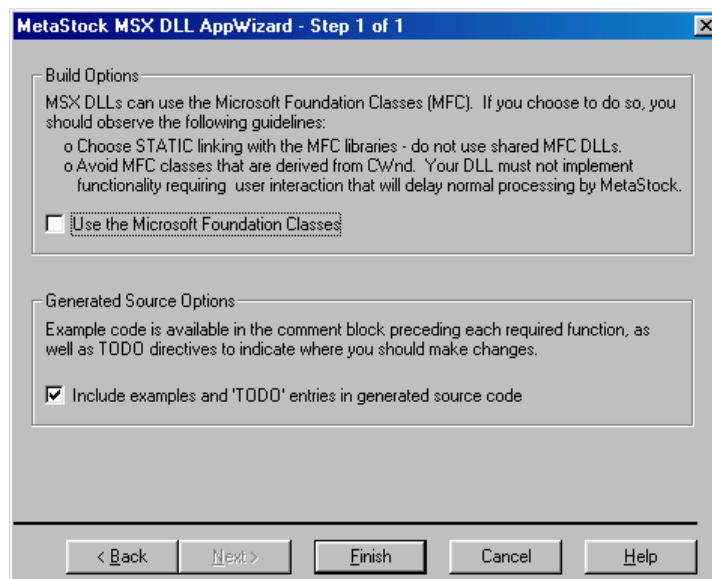 MetaStock MSX DLL AppWizard - Step 1 of 1
Build Options
MSX DLLs can use the Microsoft Foundation Classes (MFC). If you choose to do so, you
should observe the following guidelines:
o Choose STATIC linking with the MFC libraries - do not use shared MFC DLLs.
o Avoid MFC classes that are derived from CWnd. Your DLL must not implement
functionality requiring user interaction that will delay normal processing by MetaStock.
Use the Microsoft Foundation Classes
Generated Source Options
Example code is available in the comment block preceding each required function, as
well as TODO directives to indicate where you should make changes.
Include examples and 'TODO' entries in generated source code
< Back Next > Finish Cancel Help